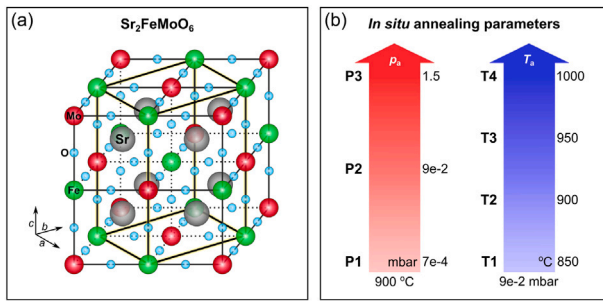 (a)
Sr₂FeMoO₆
Mo
Sr
O
Fe
c
b
a
(b)
In situ annealing parameters
pₐ
Tₐ
P3 1.5 T4 1000
T3 950
P2 9e-2
T2 900
P1 mbar 7e-4 T1 ºC 850
900 ºC 9e-2 mbar